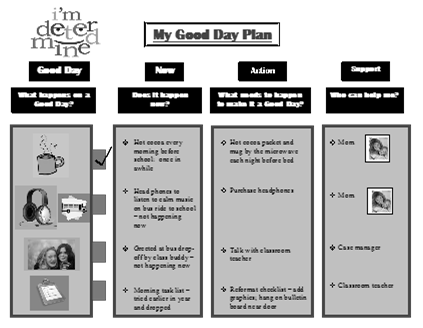 i'm
deter
mine
d
My Good Day Plan
Good Day
Now
Action
Support
What happens on a
Good Day?
Does it happen
now?
What needs to happen
to make it a Good Day?
Who can help me?
Hot cocoa every
morning before
school, once in
awhile
Hot cocoa packet and
mug by the microwave
each night before bed
Mom
Headphones to
listen to calm music
on bus ride to school
– not happening
now
Purchase headphones
Mom
Greeted at bus drop-
off by class buddy –
not happening now
Talk with classroom
teacher
Case manager
Morning task list –
tried earlier in year
and dropped
Reformat checklist – add
graphics, hang on bulletin
board near door
Classroom teacher